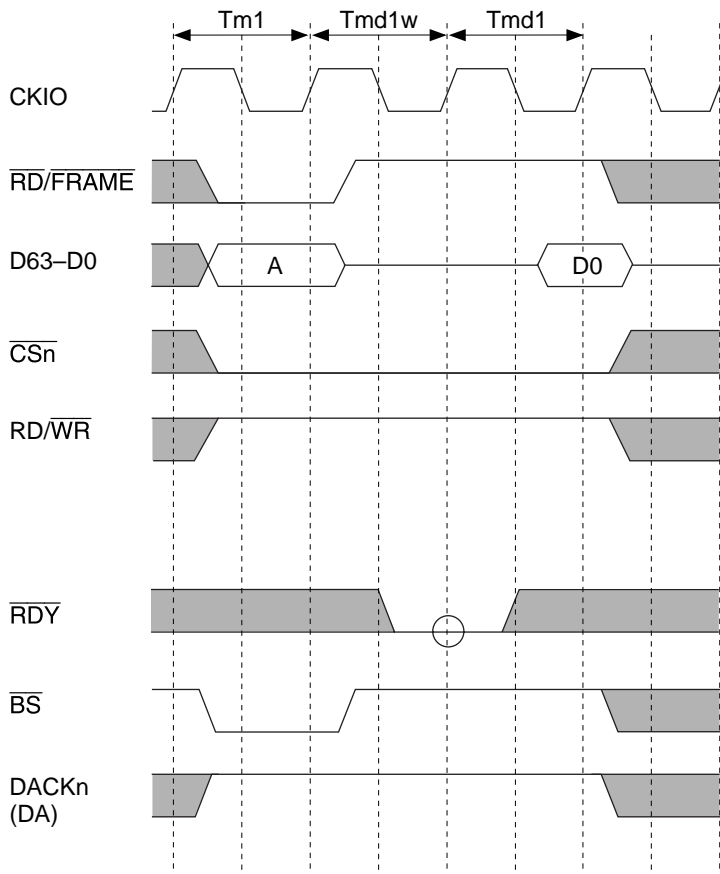 Tm1 Tmd1w Tmd1
CKIO
RD/FRAME
D63–D0 A D0
CSn
RD/WR
RDY
BS
DACKn
(DA)